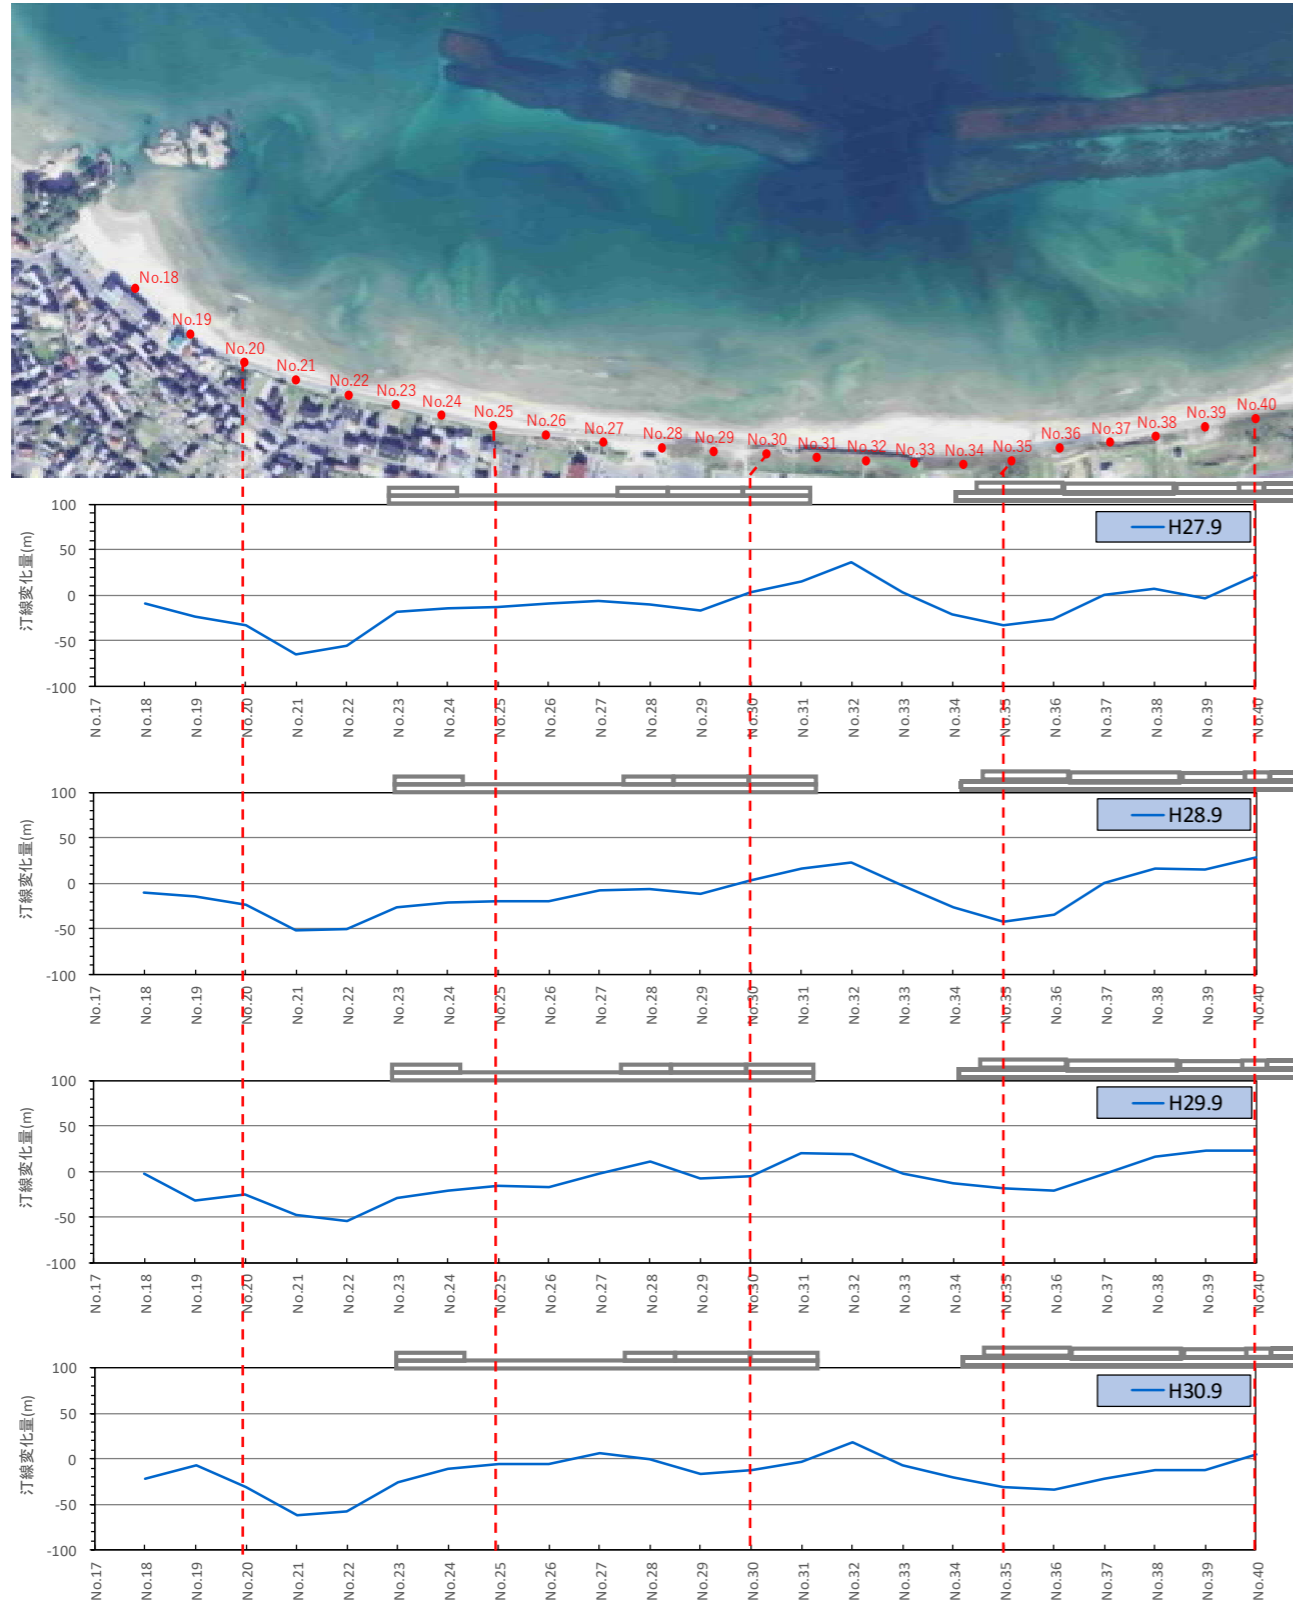 No.18
No.19
No.20
No.21
No.22
No.23
No.24
No.25
No.26
No.27
No.28
No.29
No.30
No.31
No.32
No.33
No.34
No.35
No.36
No.37
No.38
No.39
No.40
汀線変化量(m)
100
50
0
-50
-100
H27.9
No.17
No.18
No.19
No.20
No.21
No.22
No.23
No.24
No.25
No.26
No.27
No.28
No.29
No.30
No.31
No.32
No.33
No.34
No.35
No.36
No.37
No.38
No.39
No.40
汀線変化量(m)
100
50
0
-50
-100
H28.9
No.17
No.18
No.19
No.20
No.21
No.22
No.23
No.24
No.25
No.26
No.27
No.28
No.29
No.30
No.31
No.32
No.33
No.34
No.35
No.36
No.37
No.38
No.39
No.40
汀線変化量(m)
100
50
0
-50
-100
H29.9
No.17
No.18
No.19
No.20
No.21
No.22
No.23
No.24
No.25
No.26
No.27
No.28
No.29
No.30
No.31
No.32
No.33
No.34
No.35
No.36
No.37
No.38
No.39
No.40
汀線変化量(m)
100
50
0
-50
-100
H30.9
No.17
No.18
No.19
No.20
No.21
No.22
No.23
No.24
No.25
No.26
No.27
No.28
No.29
No.30
No.31
No.32
No.33
No.34
No.35
No.36
No.37
No.38
No.39
No.40